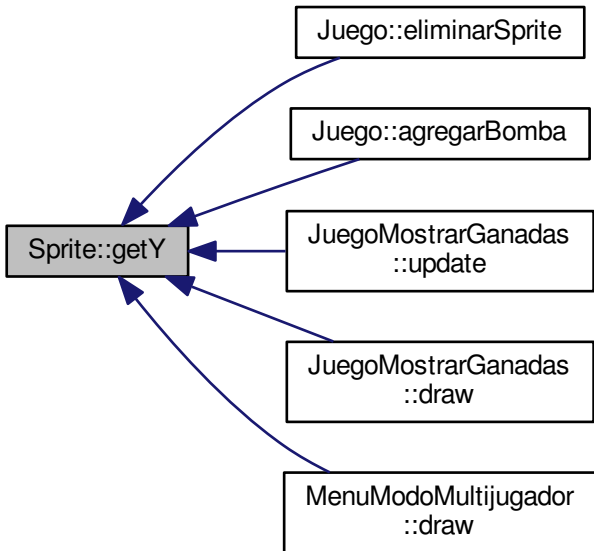 Juego::eliminarSprite
Juego::agregarBomba
Sprite::getY
JuegoMostrarGanadas
::update
JuegoMostrarGanadas
::draw
MenuModoMultijugador
::draw